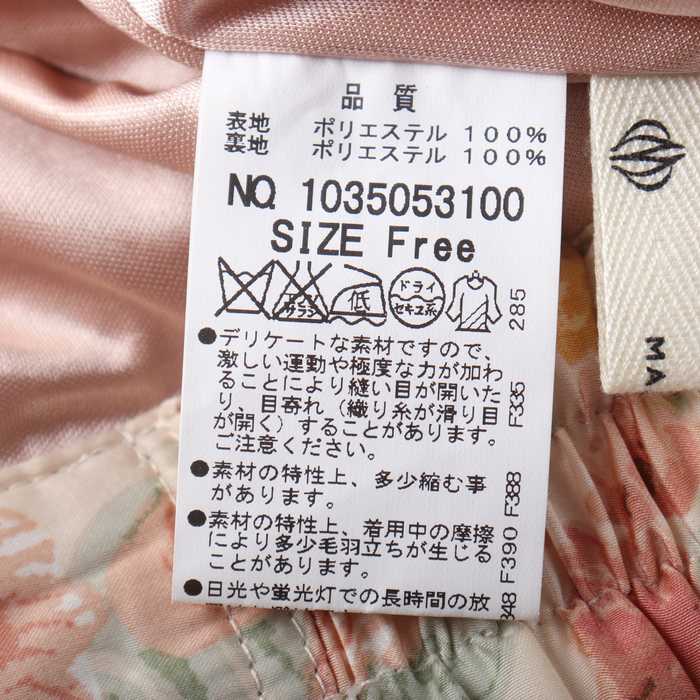 品質
表地 ポリエステル 100%
裏地 ポリエステル 100%
NO. 1035053100
SIZE Free
エンソサラシ 低 ドライ セキユ系
285
●デリケートな素材ですので、
激しい運動や極度な力が加わ
ることにより縫い目が開いた
り、目寄れ(織り糸が滑り目
が開く)することがあります。
ご注意ください。
F335
●素材の特性上、多少縮む事
があります。
F388
●素材の特性上、着用中の摩擦
により多少毛羽立ちが生じる
ことがあります。
F390
●日光や蛍光灯での長時間の放
348
MA